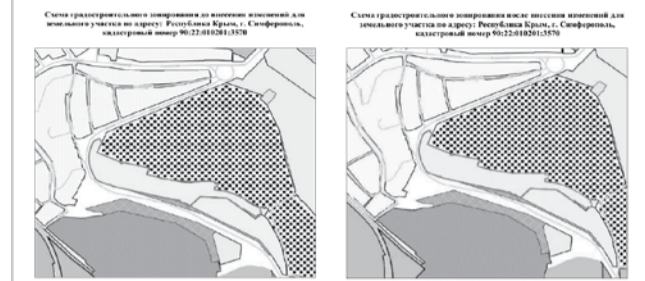 Схема градостроительного зонирования до внесения изменений для
земельного участка по адресу: Республика Крым, г. Симферополь,
кадастровый номер 90:22:010201:3570
Схема градостроительного зонирования после внесения изменений для
земельного участка по адресу: Республика Крым, г. Симферополь,
кадастровый номер 90:22:010201:3570